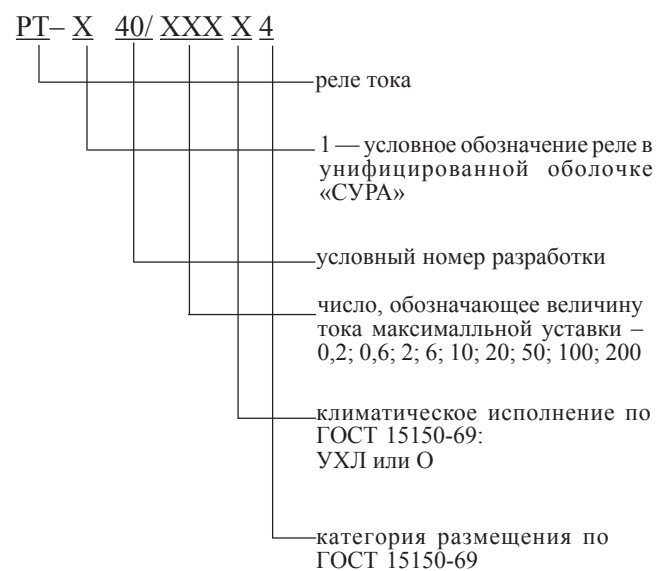 РТ– Х 40/ ХХХ Х 4
реле тока
1 — условное обозначение реле в
унифицированной оболочке
«СУРА»
условный номер разработки
число, обозначающее величину
тока максималльной уставки –
0,2; 0,6; 2; 6; 10; 20; 50; 100; 200
климатическое исполнение по
ГОСТ 15150-69:
УХЛ или О
категория размещения по
ГОСТ 15150-69